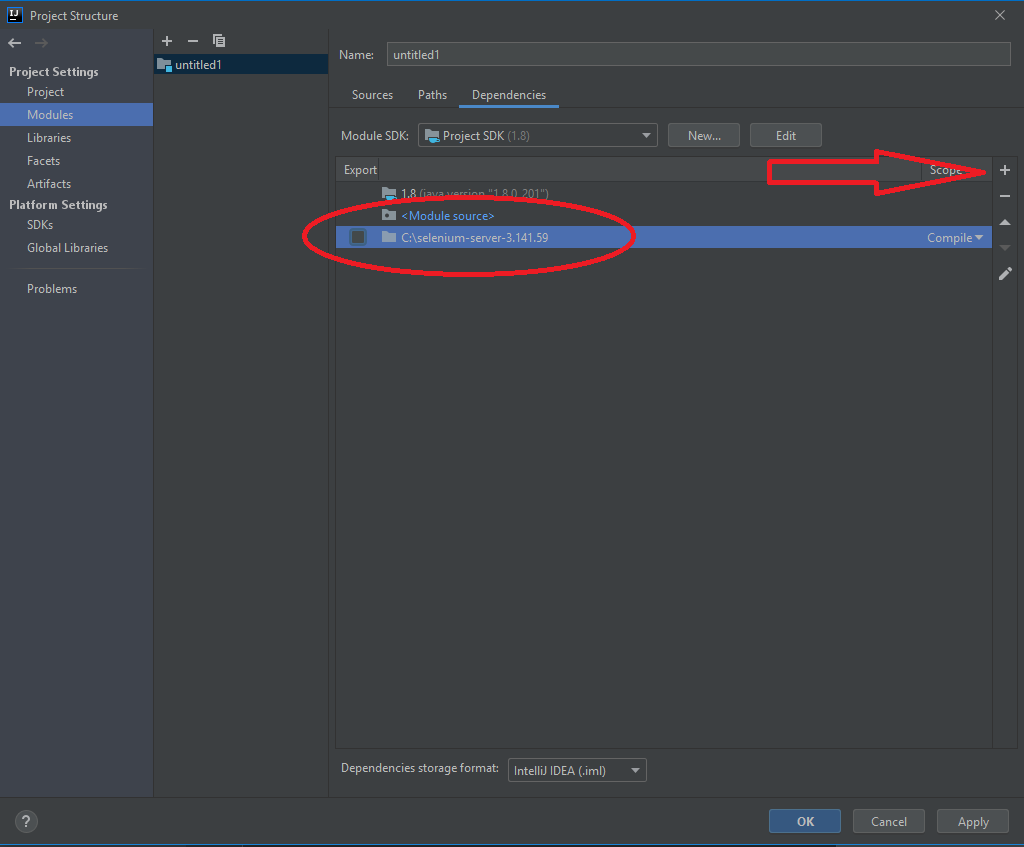 IJ Project Structure
Project Settings
Project
Modules
Libraries
Facets
Artifacts
Platform Settings
SDKs
Global Libraries
Problems
untitled1
Name: untitled1
Sources Paths Dependencies
Module SDK: Project SDK (1.8) New... Edit
Export Scope
1.8 (java version "1.8.0_201")
<Module source>
C:\selenium-server-3.141.59 Compile
Dependencies storage format: IntelliJ IDEA (.iml)
? OK Cancel Apply